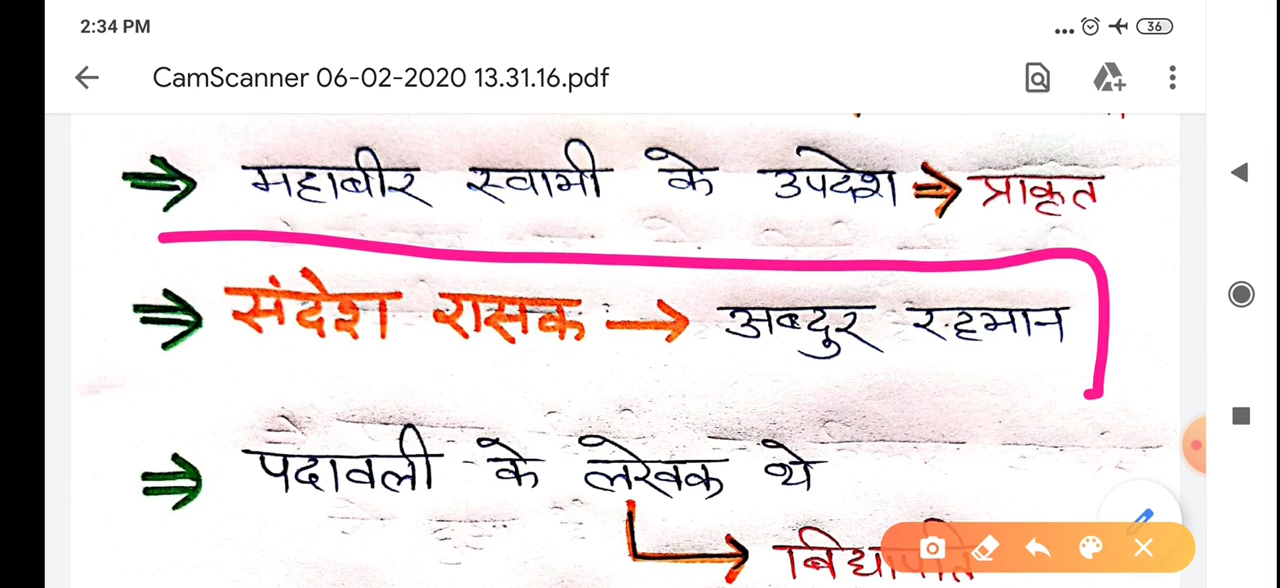 2:34 PM
36
CamScanner 06-02-2020 13.31.16.pdf
⇒ महाबीर स्वामी के उपदेश ⇒ प्राकृत
⇒ संदेश रासक → अब्दुर रहमान
⇒ पदावली के लेखक थे